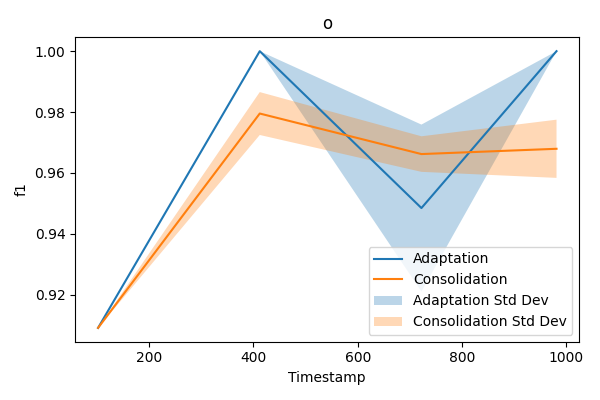 o
1.00
0.98
0.96
0.94
0.92
f1
200
400
600
800
1000
Timestamp
Adaptation
Consolidation
Adaptation Std Dev
Consolidation Std Dev